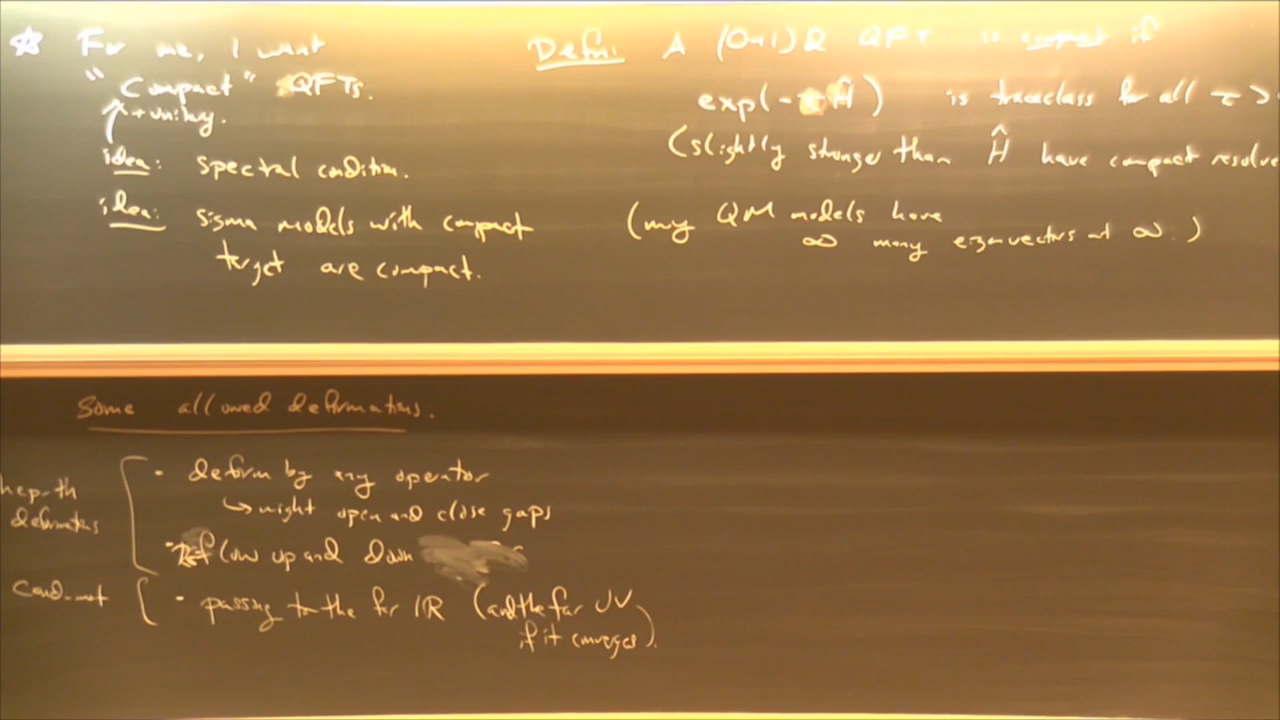 ☆ For me, I want
"Compact" QFTs.
↑ + unitary.
idea: spectral condition.
idea: sigma models with compact
target are compact.
Defn: A (0+1)D QFT is compact if
exp(-τĤ) is traceclass for all τ >
(slightly stronger than Ĥ have compact resolve
(my QM models have
∞ many eigenvectors at ∞.)
Some allowed deformations.
hep-th
deformations
• deform by any operator
↳ might open and close gaps
• flow up and down
cond-mat
• passing to the far IR (and the far UV
if it converges).